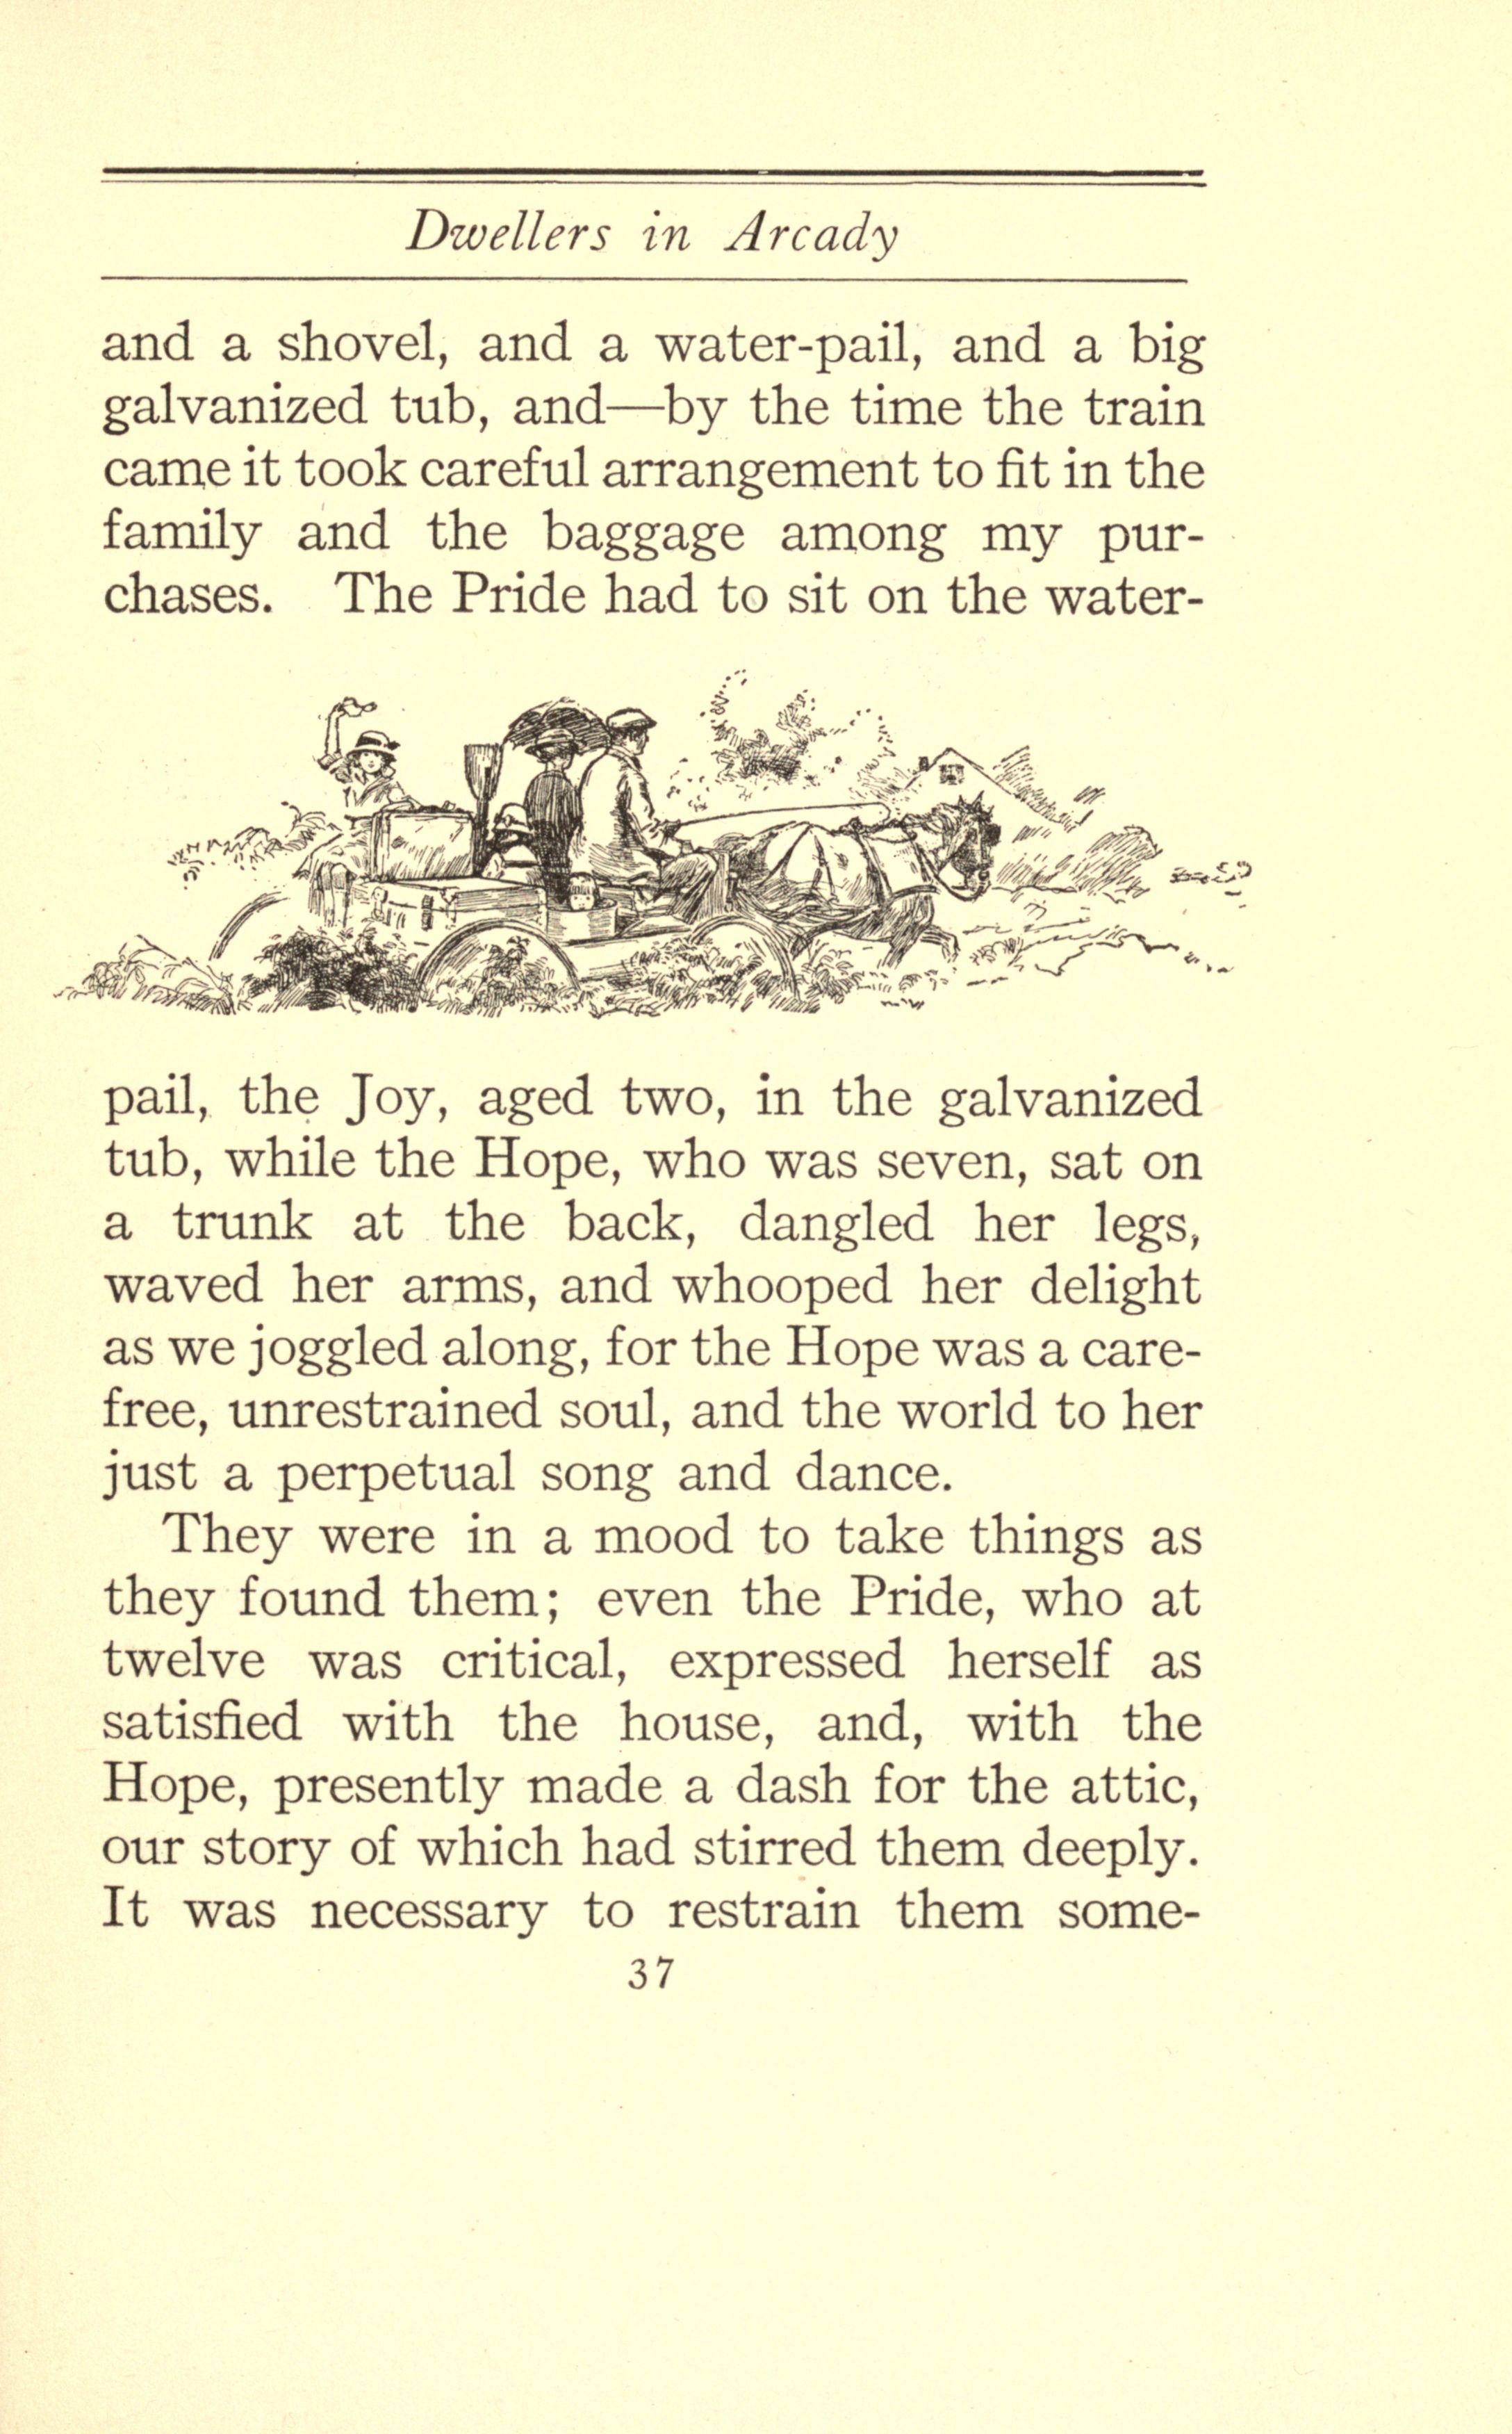 Dwellers in Arcady
and a shovel, and a water-pail, and a big
galvanized tub, and—by the time the train
came it took careful arrangement to fit in the
family and the baggage among my pur-
chases. The Pride had to sit on the water-
pail, the Joy, aged two, in the galvanized
tub, while the Hope, who was seven, sat on
a trunk at the back, dangled her legs,
waved her arms, and whooped her delight
as we joggled along, for the Hope was a care-
free, unrestrained soul, and the world to her
just a perpetual song and dance.
They were in a mood to take things as
they found them; even the Pride, who at
twelve was critical, expressed herself as
satisfied with the house, and, with the
Hope, presently made a dash for the attic,
our story of which had stirred them deeply.
It was necessary to restrain them some-
37